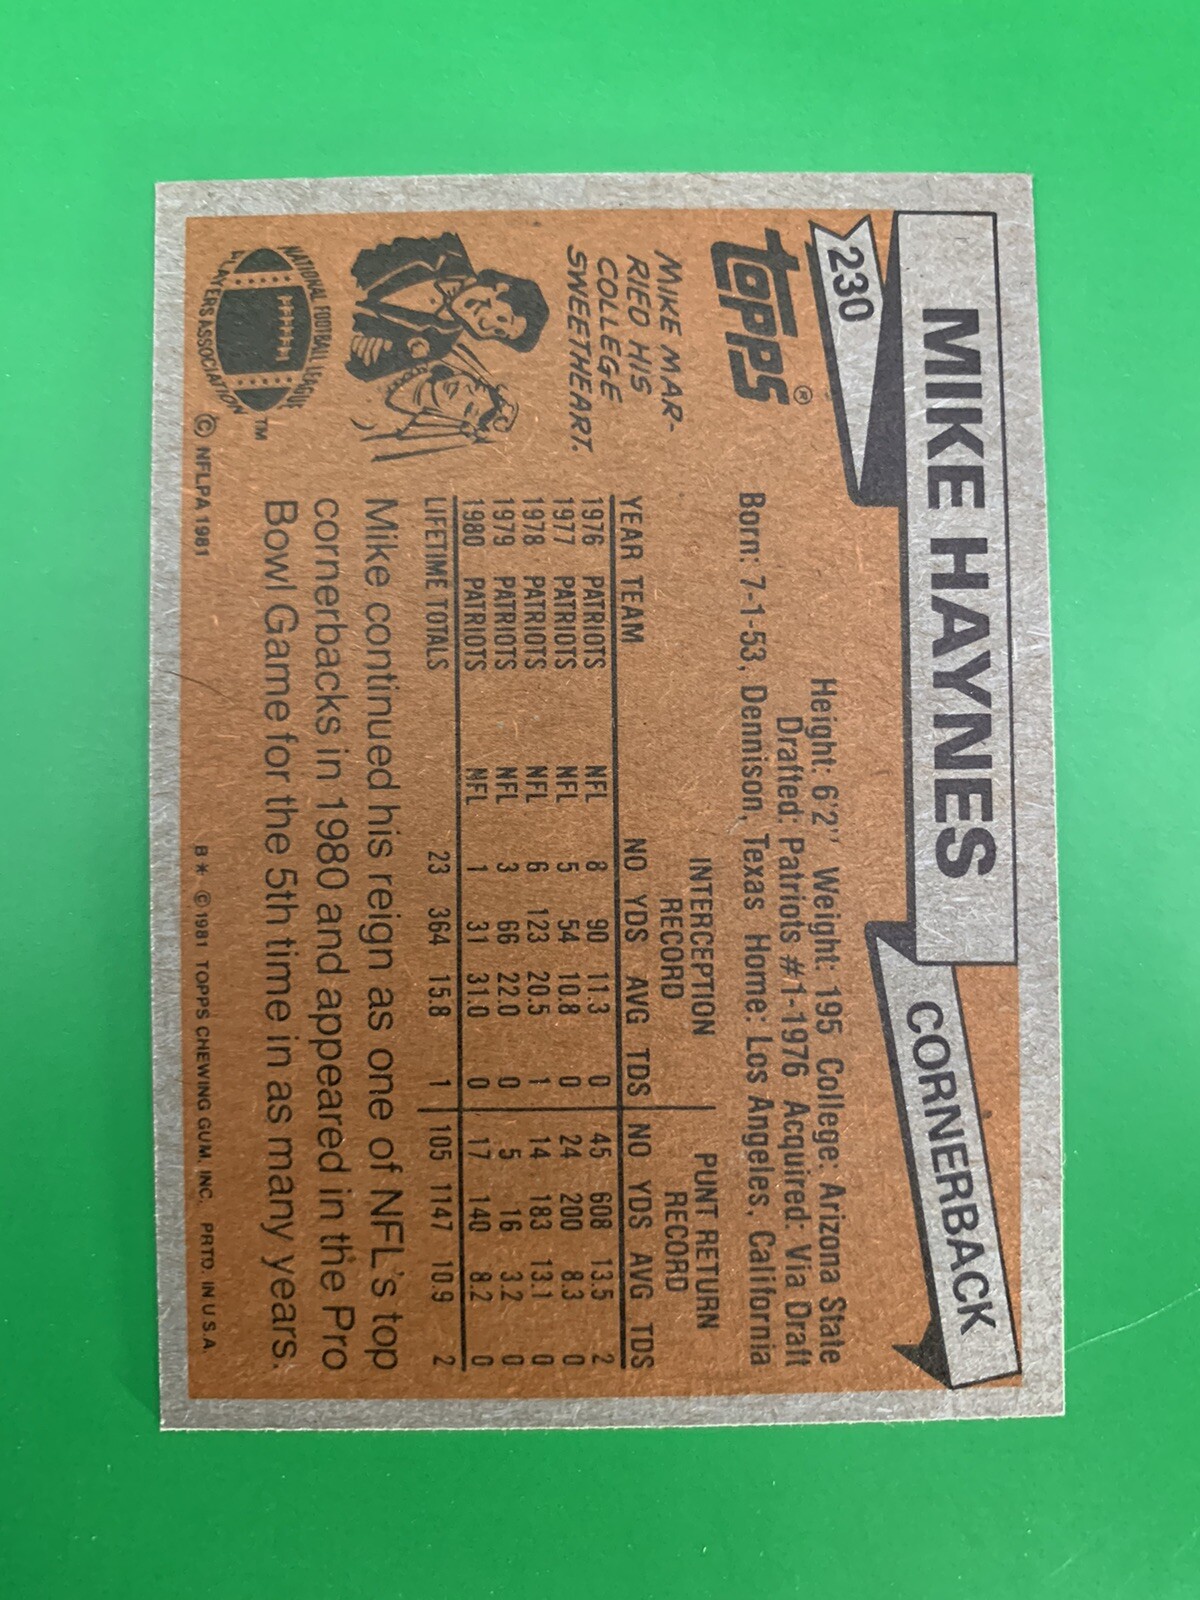 MIKE HAYNES
CORNERBACK
230
TOPPS®
Height: 6'2" Weight: 195 College: Arizona State
Drafted: Patriots #1-1976 Acquired: Via Draft
Born: 7-1-53, Dennison, Texas Home: Los Angeles, California
MIKE MAR-
RIED HIS
COLLEGE
SWEETHEART.
INTERCEPTION RECORD PUNT RETURN RECORD
YEAR TEAM NO YDS AVG TDS NO YDS AVG TDS
1976 PATRIOTS NFL 8 90 11.3 0 45 608 13.5 2
1977 PATRIOTS NFL 5 54 10.8 0 24 200 8.3 0
1978 PATRIOTS NFL 6 123 20.5 1 14 183 13.1 0
1979 PATRIOTS NFL 3 66 22.0 0 5 16 3.2 0
1980 PATRIOTS NFL 1 31 31.0 0 17 140 8.2 0
LIFETIME TOTALS 23 364 15.8 1 105 1147 10.9 2
Mike continued his reign as one of NFL's top
cornerbacks in 1980 and appeared in the Pro
Bowl Game for the 5th time in as many years.
NATIONAL FOOTBALL LEAGUE
PLAYERS ASSOCIATION
TM
© NFLPA 1981
B* © 1981 TOPPS CHEWING GUM, INC. PRTD. IN U.S.A.